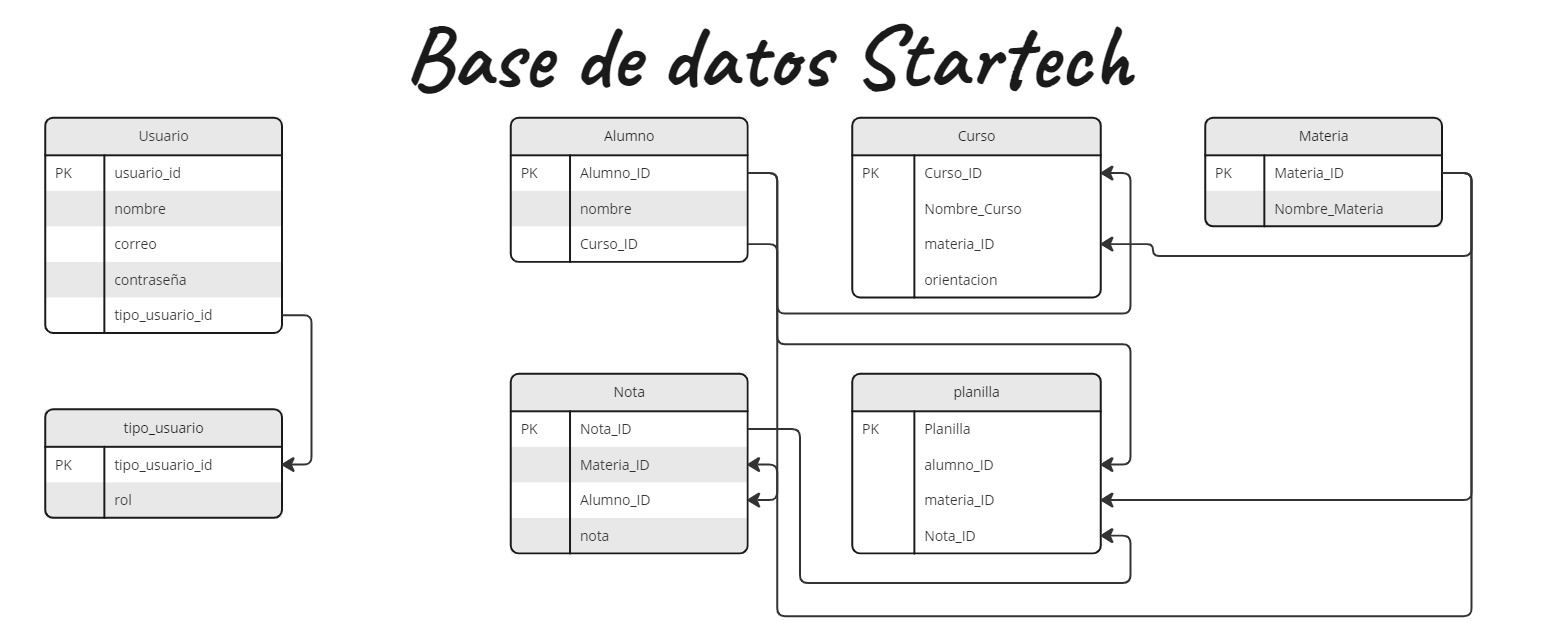 Base de datos Startech
Usuario
PK usuario_id
nombre
correo
contraseña
tipo_usuario_id
tipo_usuario
PK tipo_usuario_id
rol
Alumno
PK Alumno_ID
nombre
Curso_ID
Nota
PK Nota_ID
Materia_ID
Alumno_ID
nota
Curso
PK Curso_ID
Nombre_Curso
materia_ID
orientacion
planilla
PK Planilla
alumno_ID
materia_ID
Nota_ID
Materia
PK Materia_ID
Nombre_Materia